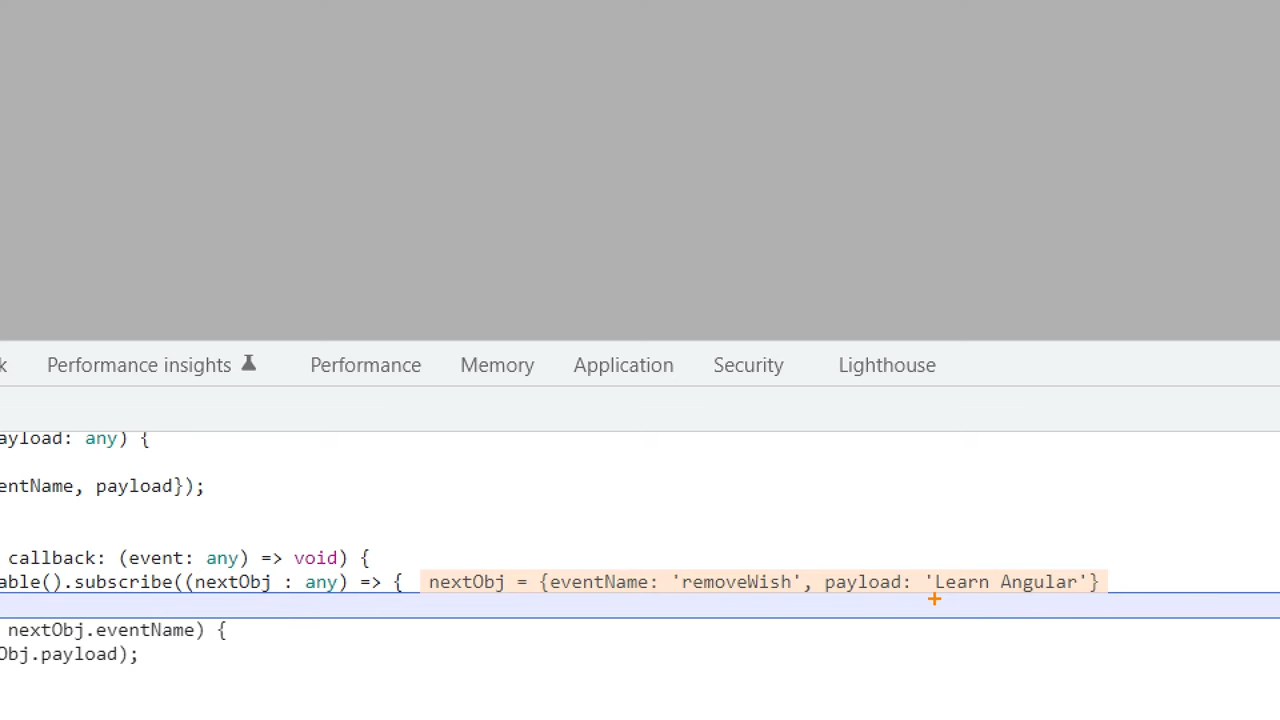 k Performance insights Performance Memory Application Security Lighthouse
ayload: any) {
entName, payload});
callback: (event: any) => void) {
able().subscribe((nextObj : any) => { nextObj = {eventName: 'removeWish', payload: 'Learn Angular'}
nextObj.eventName) {
Obj.payload);